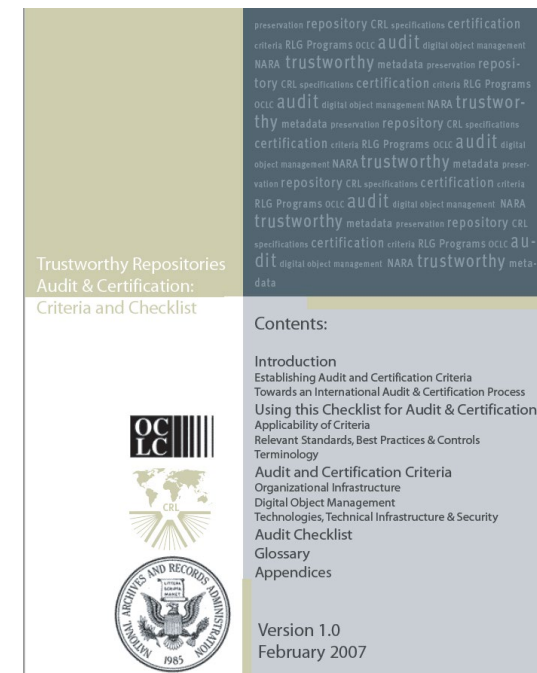 preservation repository CRL specifications certification
criteria RLG Programs OCLC audit digital object management
NARA trustworthy metadata preservation reposi-
tory CRL specifications certification criteria RLG Programs
OCLC audit digital object management NARA trustwor-
thy metadata preservation repository CRL specifications
certification criteria RLG Programs OCLC audit digital
object management NARA trustworthy metadata preser-
vation repository CRL specifications certification criteria
RLG Programs OCLC audit digital object management NARA
trustworthy metadata preservation repository CRL
specifications certification criteria RLG Programs OCLC au-
dit digital object management NARA trustworthy meta-
data
Trustworthy Repositories
Audit & Certification:
Criteria and Checklist
Contents:
Introduction
Establishing Audit and Certification Criteria
Towards an International Audit & Certification Process
Using this Checklist for Audit & Certification
Applicability of Criteria
Relevant Standards, Best Practices & Controls
Terminology
Audit and Certification Criteria
Organizational Infrastructure
Digital Object Management
Technologies, Technical Infrastructure & Security
Audit Checklist
Glossary
Appendices
OC
LC
CRL
NATIONAL ARCHIVES AND RECORDS ADMINISTRATION
LITTERA
SCRIPTA
MANET
1985
Version 1.0
February 2007